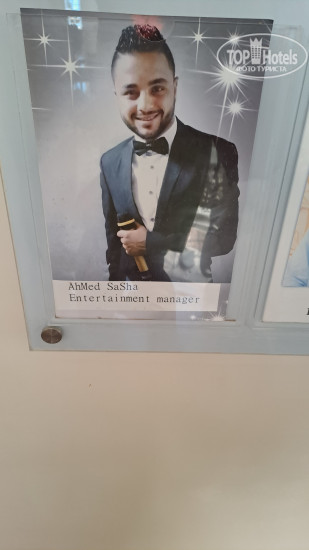 TOP Hotels
ФОТО ТУРИСТА
AhMed SaSha
Entertainment manager